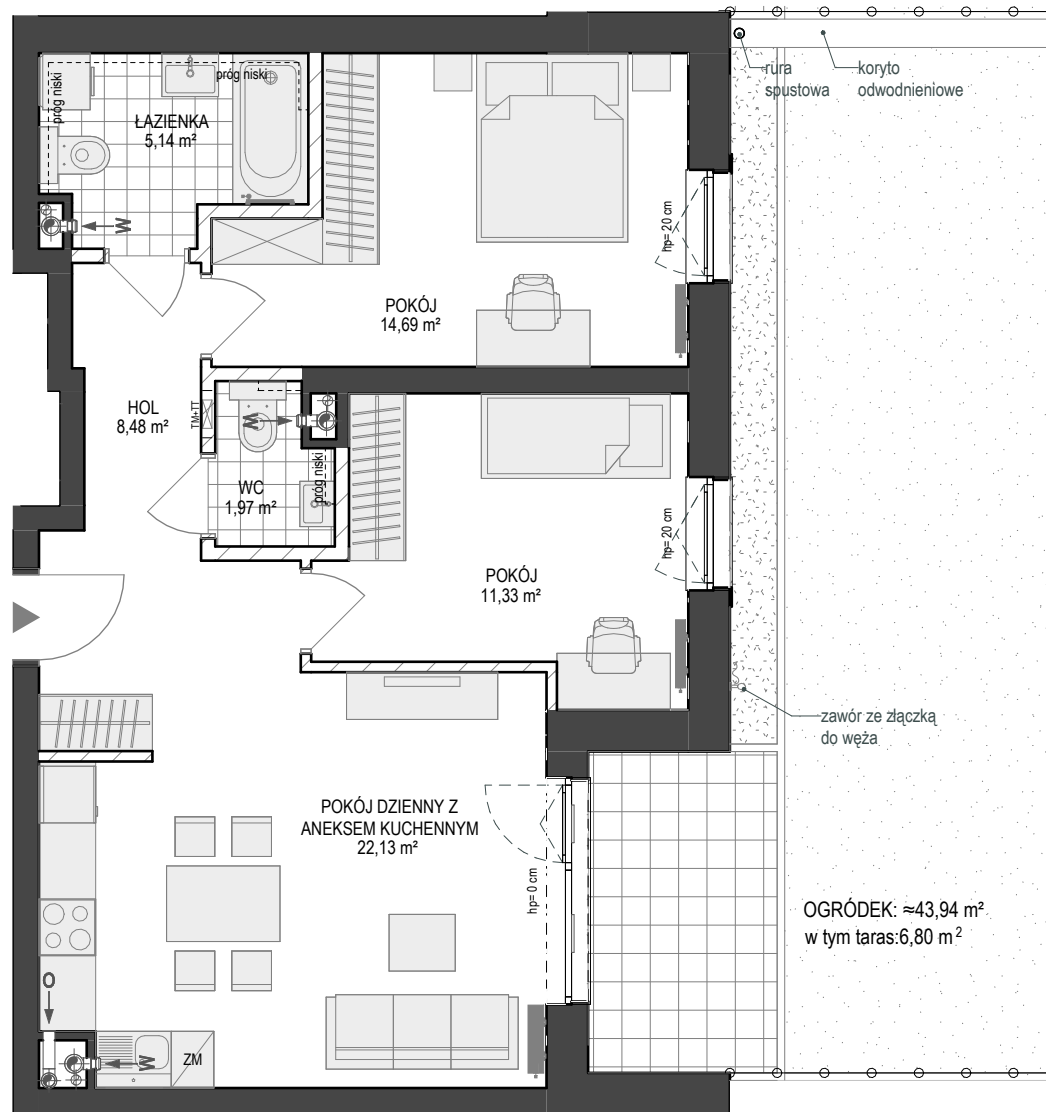 rura
spustowa
koryto
odwodnieniowe
próg niski
próg niski
ŁAZIENKA
5,14 m²
W
hp= 20 cm
POKÓJ
14,69 m²
HOL
8,48 m²
TM+TT
W
WC
1,97 m²
próg niski
hp= 20 cm
POKÓJ
11,33 m²
zawór ze złączką
do węża
POKÓJ DZIENNY Z
ANEKSEM KUCHENNYM
22,13 m²
hp= 0 cm
OGRÓDEK: ≈43,94 m²
w tym taras:6,80 m²
O
W
ZM